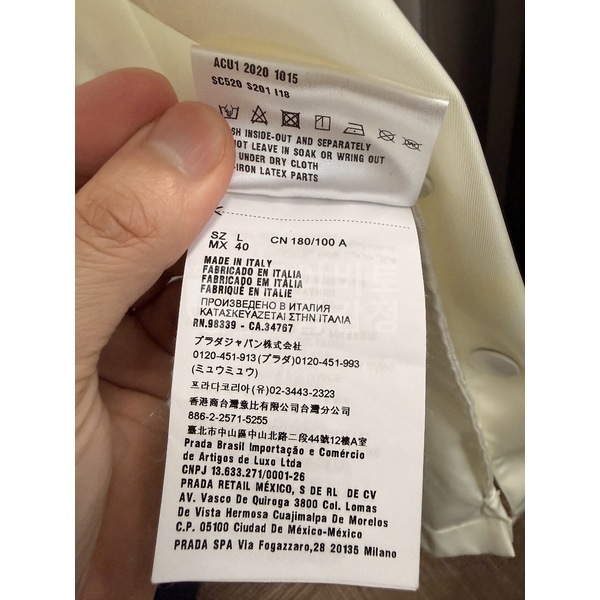 ACU1 2020 1015
SC520 S201 I18
SH INSIDE-OUT AND SEPARATELY
NOT LEAVE IN SOAK OR WRING OUT
UNDER DRY CLOTH
IRON LATEX PARTS
SZ L CN 180/100 A
MX 40
MADE IN ITALY
FABRICADO EN ITALIA
FABRICADO EM ITÁLIA
FABRIQUÉ EN ITALIE
ПРОИЗВЕДЕНО В ИТАЛИЯ
ΚΑΤΑΣΚΕΥΑΖΕΤΑΙ ΣΤΗΝ ΙΤΑΛΙΑ
RN.98339 - CA.34767
プラダジャパン株式会社
0120-451-913 (プラダ)0120-451-993
(ミュウミュウ)
프라다코리아(유)02-3443-2323
香港商台灣意比有限公司台灣分公司
886-2-2571-5255
臺北市中山區中山北路二段44號12樓A室
Prada Brasil Importação e Comércio
de Artigos de Luxo Ltda
CNPJ 13.633.271/0001-26
PRADA RETAIL MÉXICO, S DE RL DE CV
AV. Vasco De Quiroga 3800 Col. Lomas
De Vista Hermosa Cuajimalpa De Morelos
C.P. 05100 Ciudad De México-México
PRADA SPA Via Fogazzaro,28 20135 Milano